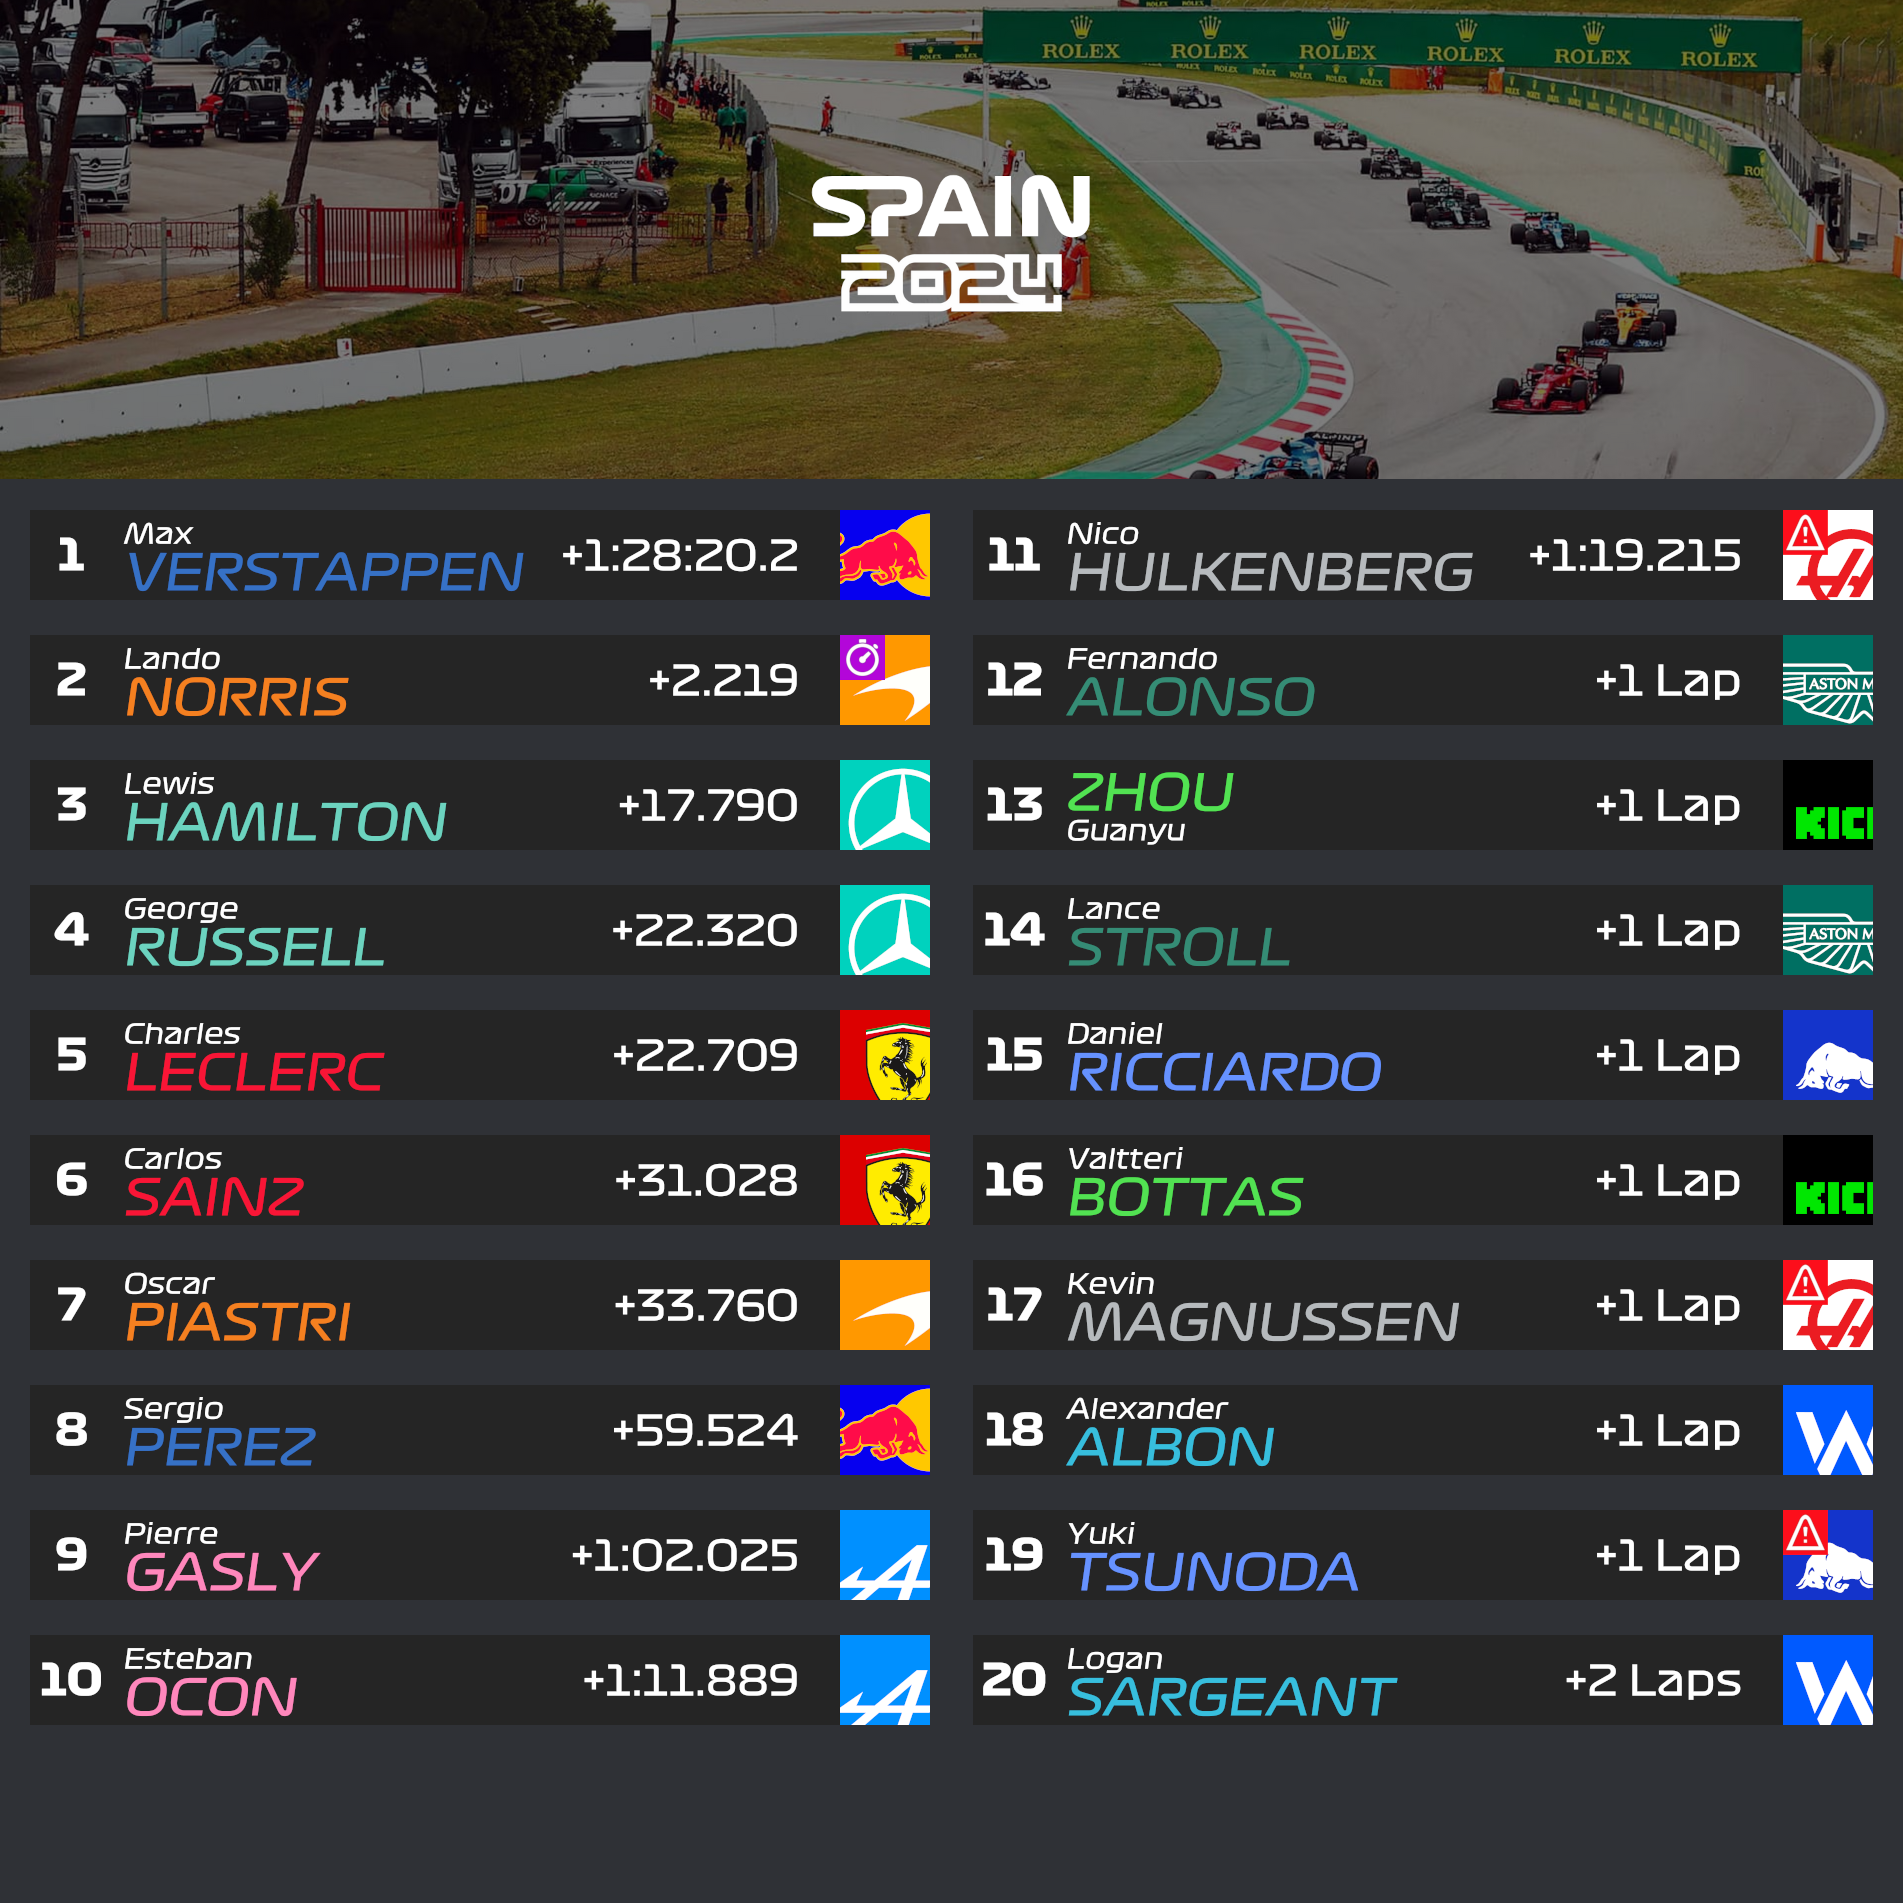 ROLEX ROLEX ROLEX ROLEX ROLEX ROLEX
SPAIN
2024
1
Max
VERSTAPPEN
+1:28:20.2
2
Lando
NORRIS
+2.219
3
Lewis
HAMILTON
+17.790
4
George
RUSSELL
+22.320
5
Charles
LECLERC
+22.709
6
Carlos
SAINZ
+31.028
7
Oscar
PIASTRI
+33.760
8
Sergio
PEREZ
+59.524
9
Pierre
GASLY
+1:02.025
10
Esteban
OCON
+1:11.889
11
Nico
HULKENBERG
+1:19.215
12
Fernando
ALONSO
+1 Lap
ASTON M
13
ZHOU
Guanyu
+1 Lap
KICK
14
Lance
STROLL
+1 Lap
ASTON M
15
Daniel
RICCIARDO
+1 Lap
16
Valtteri
BOTTAS
+1 Lap
KICK
17
Kevin
MAGNUSSEN
+1 Lap
18
Alexander
ALBON
+1 Lap
19
Yuki
TSUNODA
+1 Lap
20
Logan
SARGEANT
+2 Laps